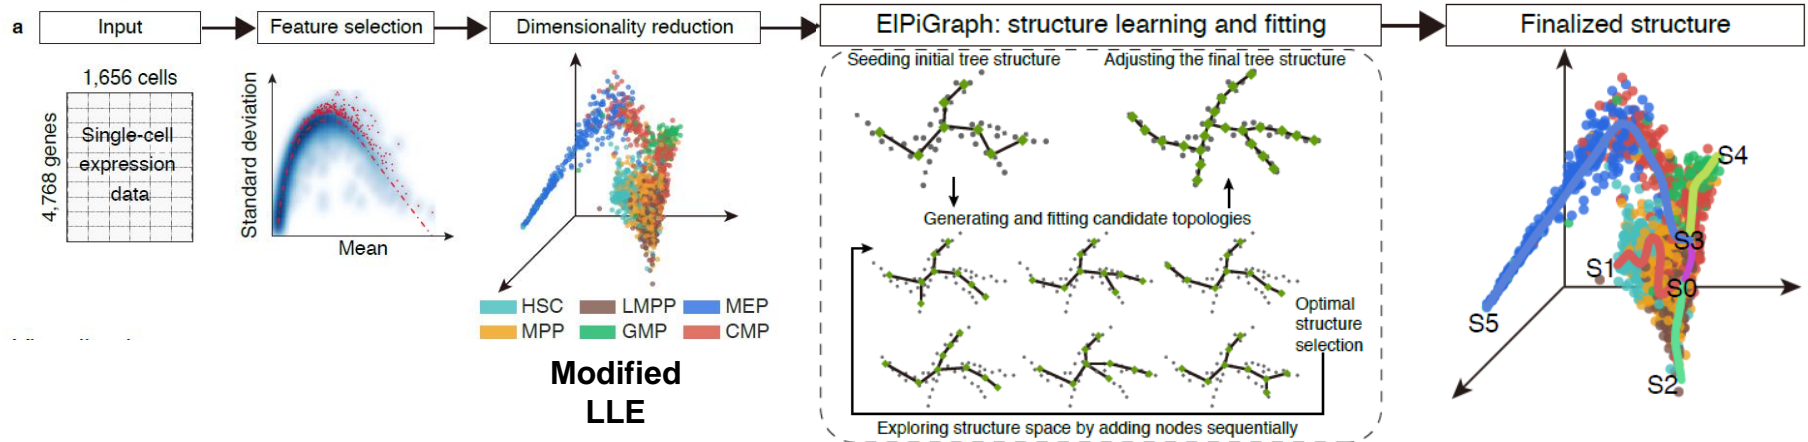 a
Input
Feature selection
Dimensionality reduction
ElPiGraph: structure learning and fitting
Finalized structure
1,656 cells
4,768 genes
Single-cell
expression
data
Standard deviation
Mean
HSC
LMPP
MEP
MPP
GMP
CMP
Modified
LLE
Seeding initial tree structure
Adjusting the final tree structure
Generating and fitting candidate topologies
Optimal
structure
selection
Exploring structure space by adding nodes sequentially
S4
S3
S1
S0
S5
S2